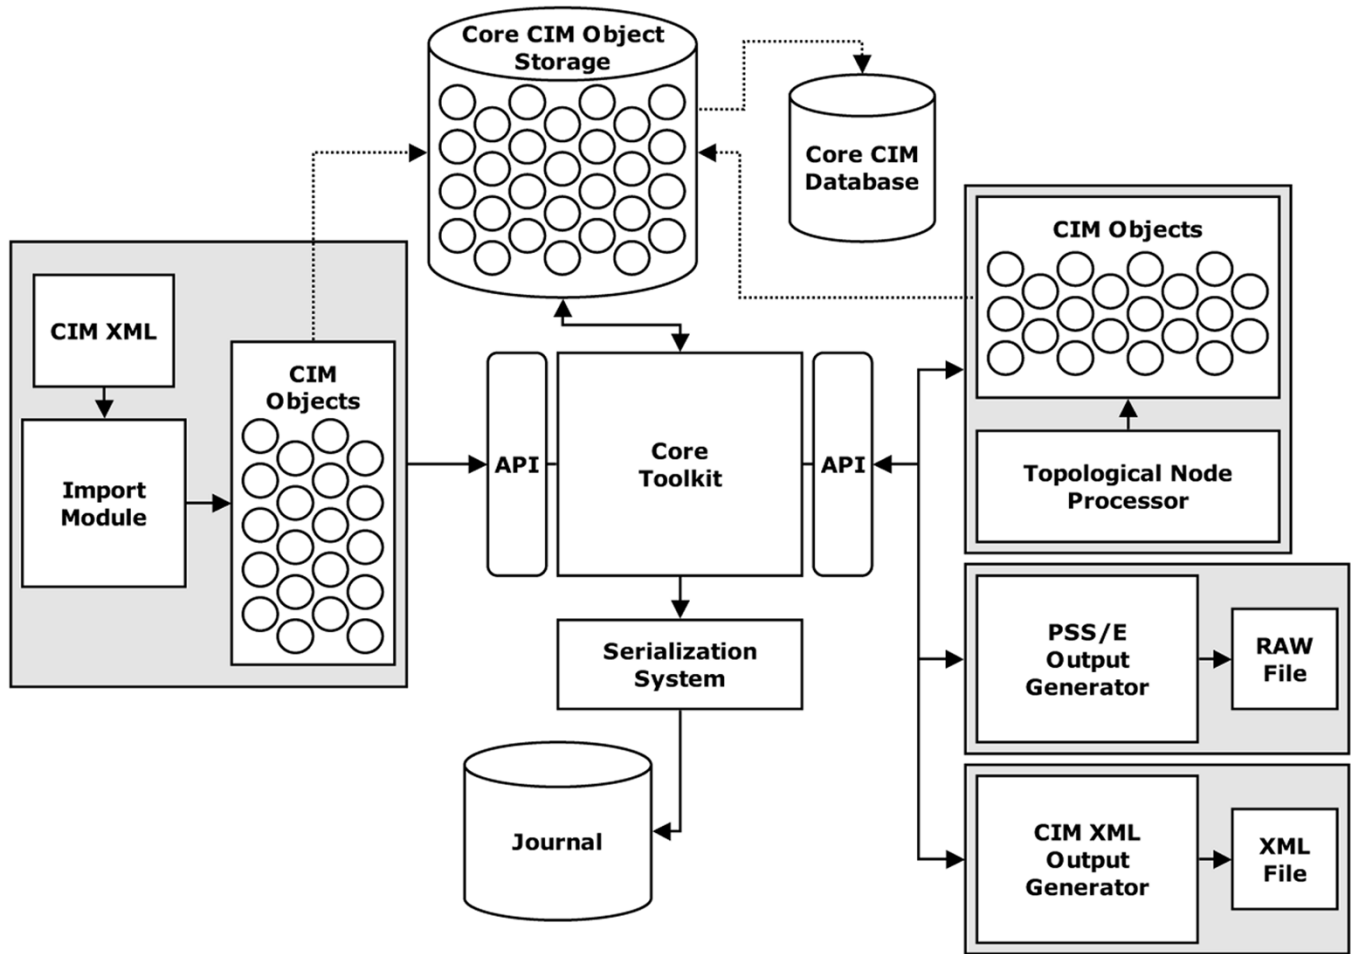 Core CIM Object
Storage
Core CIM
Database
CIM Objects
Topological Node
Processor
CIM XML
Import
Module
CIM
Objects
API
Core
Toolkit
API
Serialization
System
Journal
PSS/E
Output
Generator
RAW
File
CIM XML
Output
Generator
XML
File